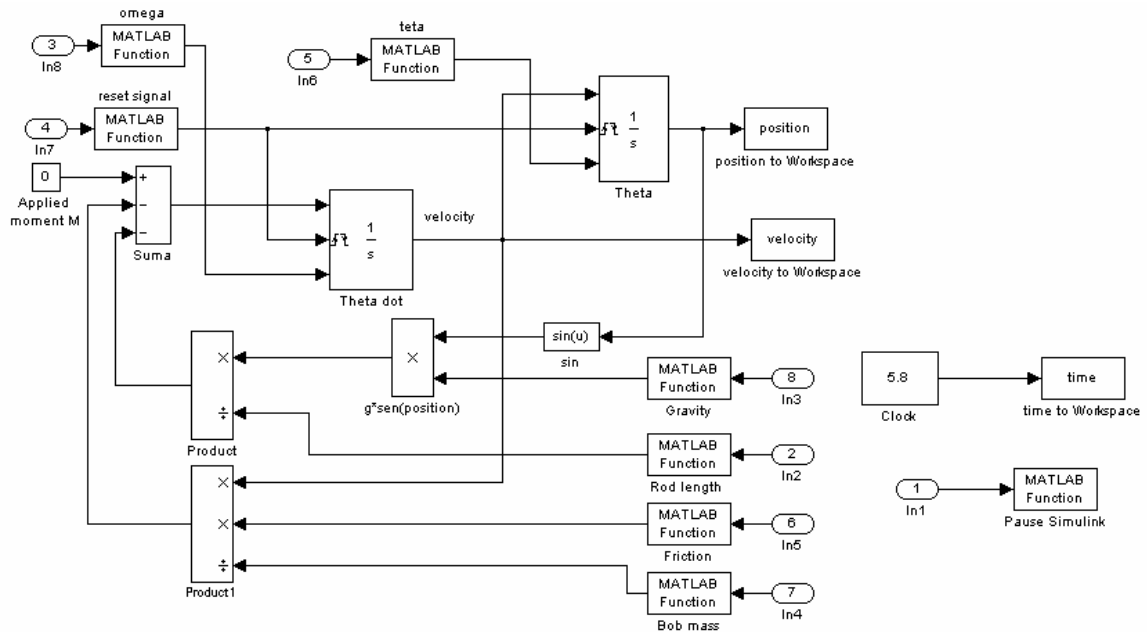 omega
3
MATLAB
Function
In8
teta
5
MATLAB
Function
In6
reset signal
4
MATLAB
Function
In7
1
s
Theta
position
position to Workspace
0
+
−
−
Applied
moment M
Suma
1
s
Theta dot
velocity
velocity
velocity to Workspace
×
÷
Product
×
g*sen(position)
sin(u)
sin
MATLAB
Function
8
Gravity
In3
5.8
Clock
time
time to Workspace
MATLAB
Function
2
Rod length
In2
×
×
÷
Product1
MATLAB
Function
6
Friction
In5
MATLAB
Function
7
Bob mass
In4
1
In1
MATLAB
Function
Pause Simulink